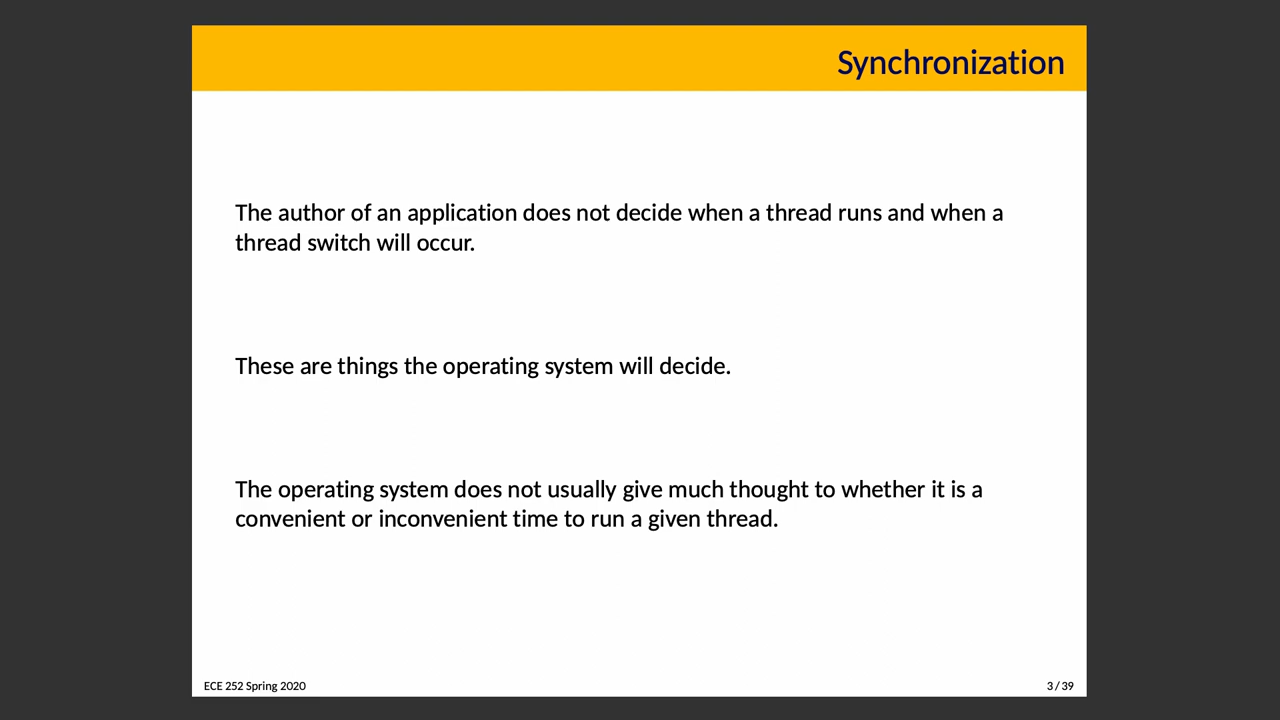 Synchronization
The author of an application does not decide when a thread runs and when a
thread switch will occur.
These are things the operating system will decide.
The operating system does not usually give much thought to whether it is a
convenient or inconvenient time to run a given thread.
ECE 252 Spring 2020
3 / 39